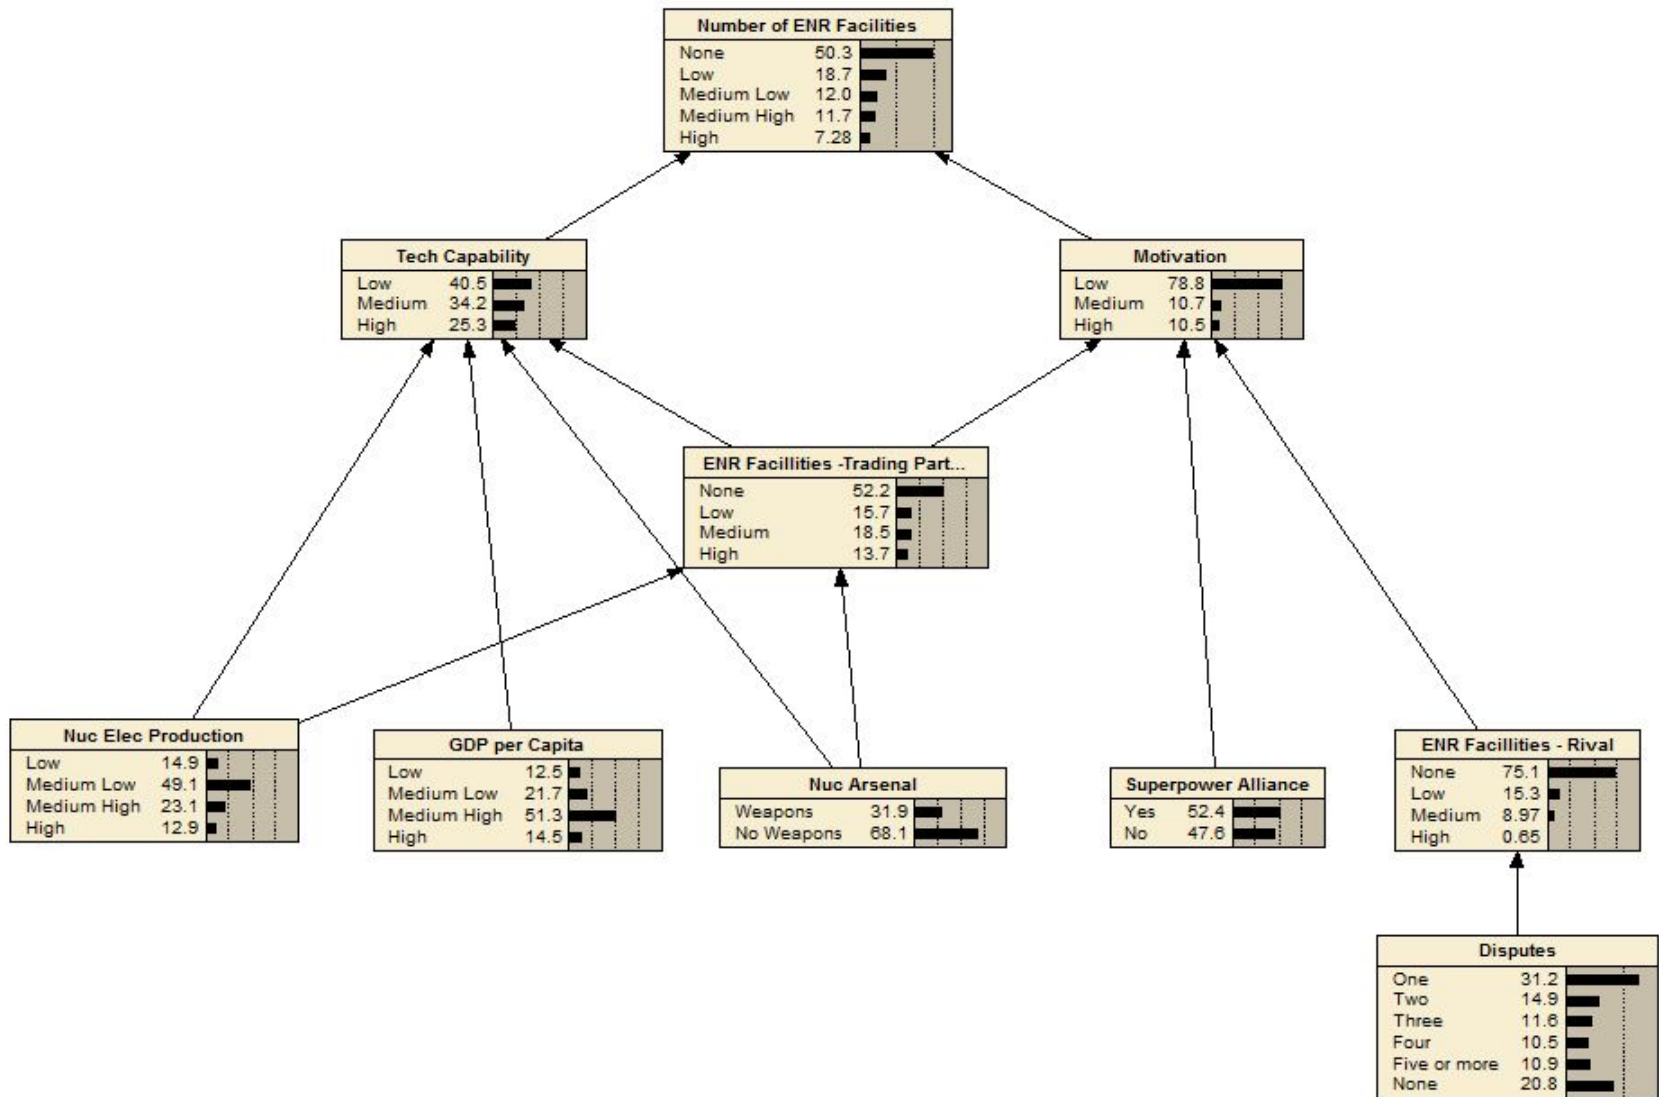 Number of ENR Facilities
None 50.3
Low 18.7
Medium Low 12.0
Medium High 11.7
High 7.28
Tech Capability
Low 40.5
Medium 34.2
High 25.3
Motivation
Low 78.8
Medium 10.7
High 10.5
ENR Facillities -Trading Part...
None 52.2
Low 15.7
Medium 18.5
High 13.7
Nuc Elec Production
Low 14.9
Medium Low 49.1
Medium High 23.1
High 12.9
GDP per Capita
Low 12.5
Medium Low 21.7
Medium High 51.3
High 14.5
Nuc Arsenal
Weapons 31.9
No Weapons 68.1
Superpower Alliance
Yes 52.4
No 47.6
ENR Facillities - Rival
None 75.1
Low 15.3
Medium 8.97
High 0.65
Disputes
One 31.2
Two 14.9
Three 11.6
Four 10.5
Five or more 10.9
None 20.8